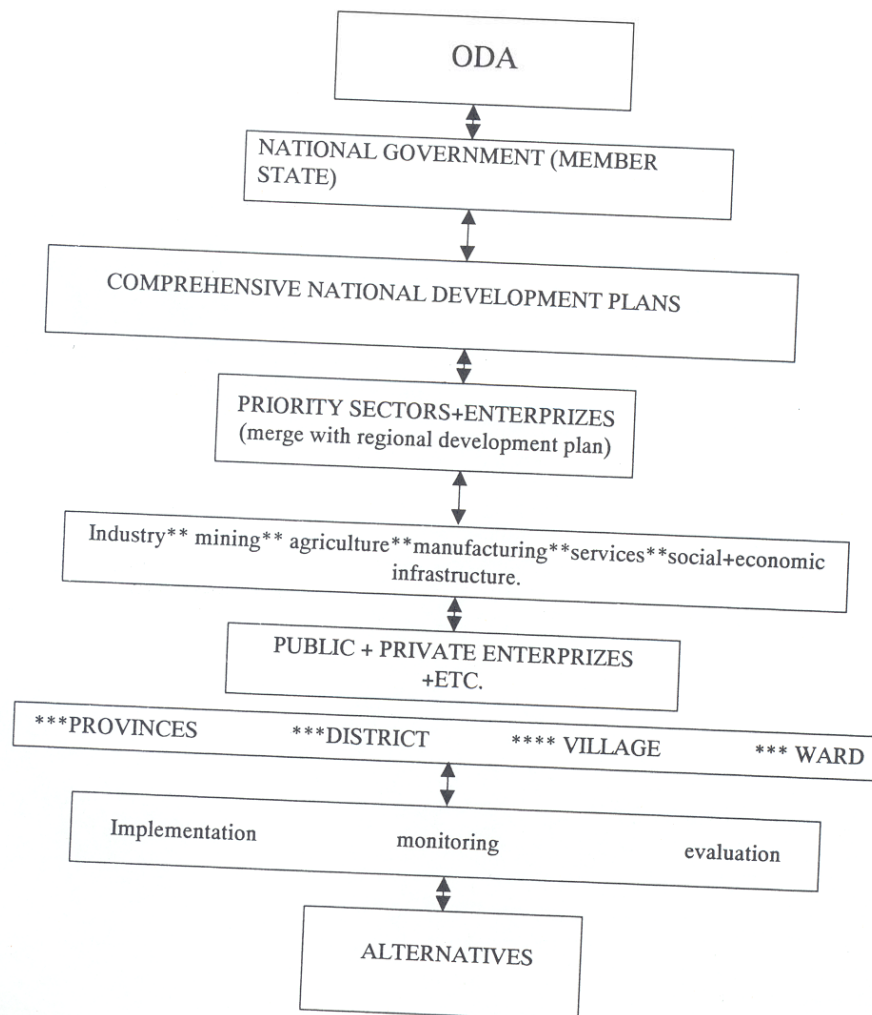 ODA
NATIONAL GOVERNMENT (MEMBER
STATE)
COMPREHENSIVE NATIONAL DEVELOPMENT PLANS
PRIORITY SECTORS+ENTERPRIZES
(merge with regional development plan)
Industry** mining** agriculture**manufacturing**services**social+economic
infrastructure.
PUBLIC + PRIVATE ENTERPRIZES
+ETC.
***PROVINCES ***DISTRICT **** VILLAGE *** WARD
Implementation monitoring evaluation
ALTERNATIVES